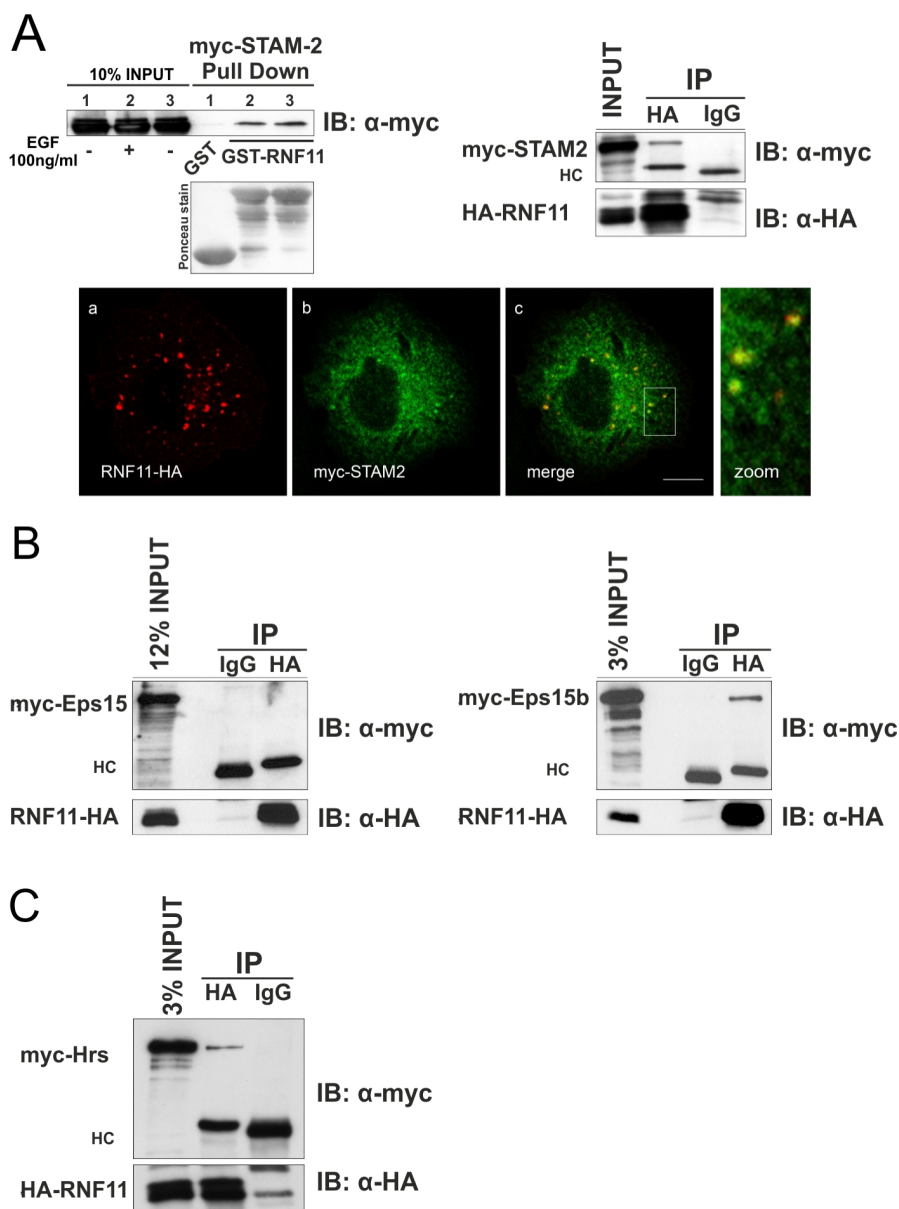 A
myc-STAM-2
Pull Down
10% INPUT
1 2 3 1 2 3
IB: α-myc
EGF
100ng/ml
- + -
GST
GST-RNF11
Ponceau stain
INPUT
IP
HA IgG
myc-STAM2
HC
IB: α-myc
HA-RNF11
IB: α-HA
a
RNF11-HA
b
myc-STAM2
c
merge
zoom
B
12% INPUT
IP
IgG HA
myc-Eps15
IB: α-myc
HC
RNF11-HA
IB: α-HA
3% INPUT
IP
IgG HA
myc-Eps15b
IB: α-myc
HC
RNF11-HA
IB: α-HA
C
3% INPUT
IP
HA IgG
myc-Hrs
IB: α-myc
HC
HA-RNF11
IB: α-HA